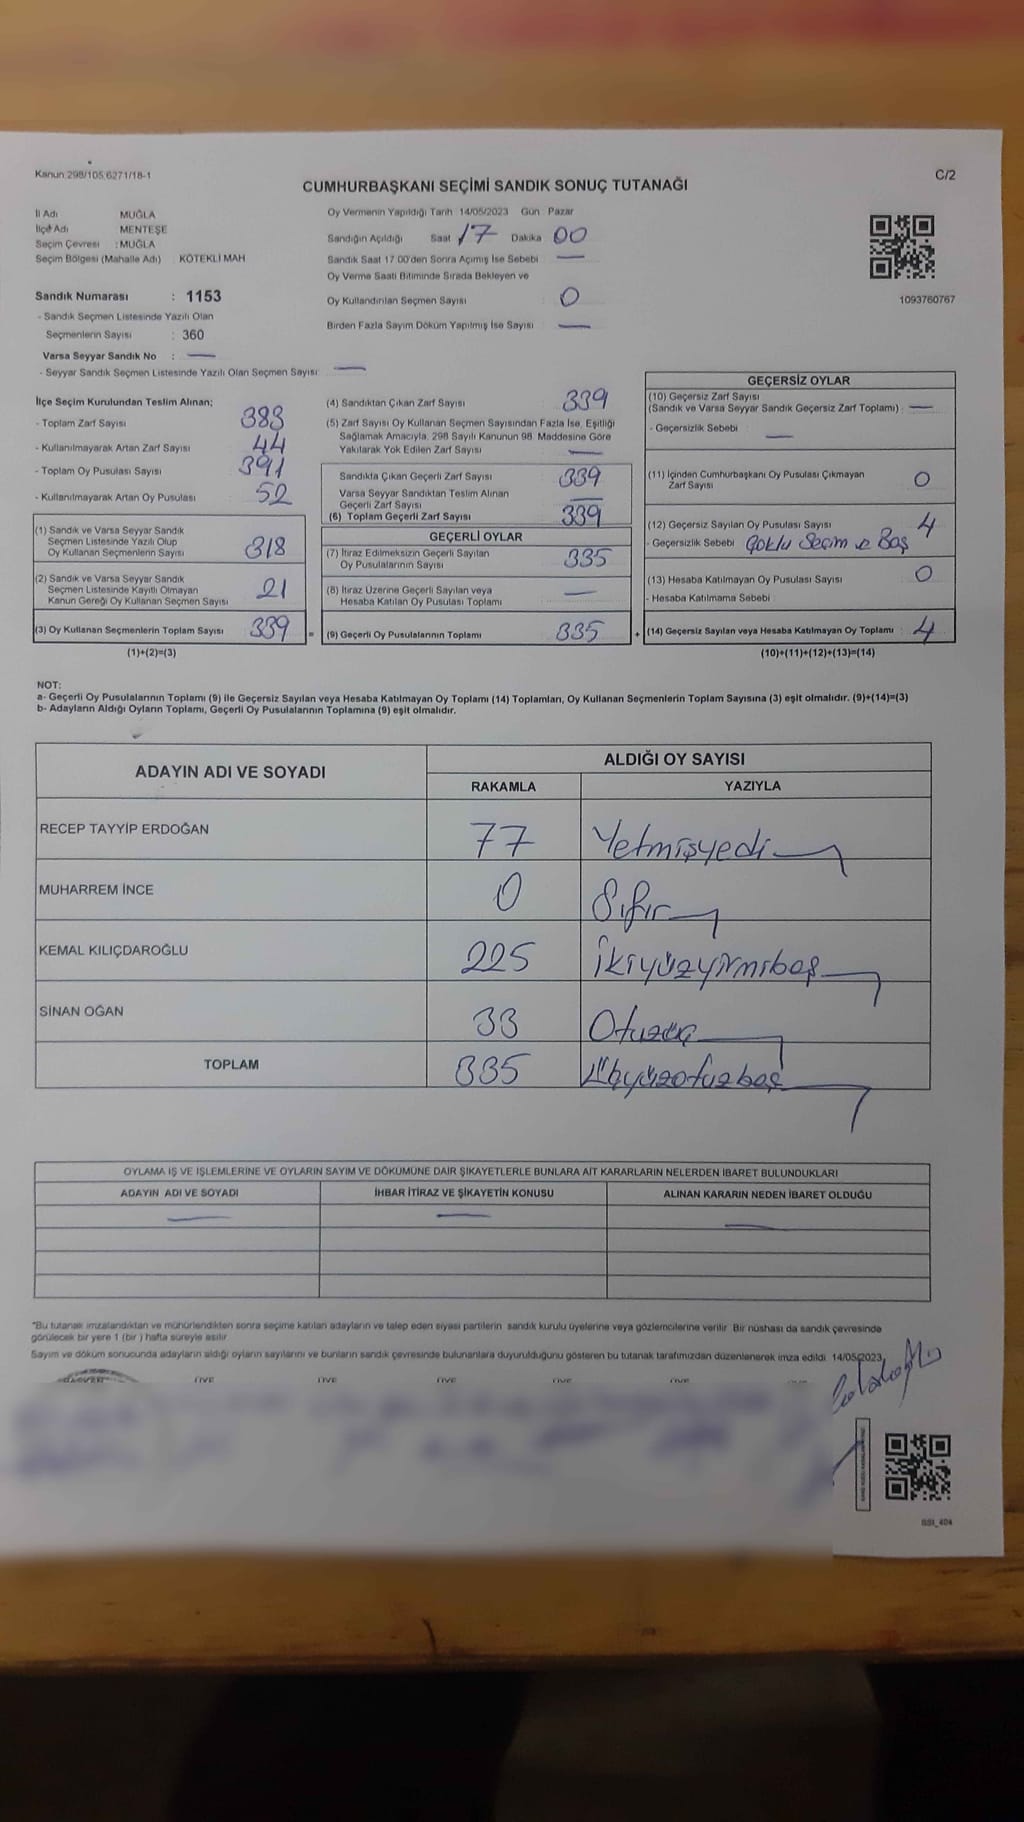 Kanun:298/105,6271/18-1
C/2
CUMHURBAŞKANI SEÇİMİ SANDIK SONUÇ TUTANAĞI
İl Adı MUĞLA
İlçe Adı MENTEŞE
Seçim Çevresi : MUĞLA
Seçim Bölgesi (Mahalle Adı) : KÖTEKLİ MAH
Sandık Numarası : 1153
- Sandık Seçmen Listesinde Yazılı Olan
Seçmenlerin Sayısı : 360
Varsa Seyyar Sandık No : —
- Seyyar Sandık Seçmen Listesinde Yazılı Olan Seçmen Sayısı: —
Oy Vermenin Yapıldığı Tarih 14/05/2023 Gün : Pazar
Sandığın Açıldığı Saat 17 Dakika 00
Sandık Saat 17:00'den Sonra Açımış İse Sebebi —
Oy Verme Saati Bitiminde Sırada Bekleyen ve
Oy Kullandırılan Seçmen Sayısı 0
Birden Fazla Sayım Döküm Yapılmış İse Sayısı —
1093760767
İlçe Seçim Kurulundan Teslim Alınan;
- Toplam Zarf Sayısı 383
- Kullanılmayarak Artan Zarf Sayısı 44
- Toplam Oy Pusulası Sayısı 391
- Kullanılmayarak Artan Oy Pusulası 52
(1) Sandık ve Varsa Seyyar Sandık
Seçmen Listesinde Yazılı Olup
Oy Kullanan Seçmenlerin Sayısı 318
(2) Sandık ve Varsa Seyyar Sandık
Seçmen Listesinde Kayıtlı Olmayan
Kanun Gereği Oy Kullanan Seçmen Sayısı 21
(3) Oy Kullanan Seçmenlerin Toplam Sayısı 339 =
(1)+(2)=(3)
(4) Sandıktan Çıkan Zarf Sayısı 339
(5) Zarf Sayısı Oy Kullanan Seçmen Sayısından Fazla İse, Eşitliği
Sağlamak Amacıyla, 298 Sayılı Kanunun 98. Maddesine Göre
Yakılarak Yok Edilen Zarf Sayısı —
Sandıkta Çıkan Geçerli Zarf Sayısı 339
Varsa Seyyar Sandıktan Teslim Alınan
Geçerli Zarf Sayısı —
(6) Toplam Geçerli Zarf Sayısı 339
GEÇERLİ OYLAR
(7) İtiraz Edilmeksizin Geçerli Sayılan
Oy Pusulalarının Sayısı 335
(8) İtiraz Üzerine Geçerli Sayılan veya
Hesaba Katılan Oy Pusulası Toplamı —
(9) Geçerli Oy Pusulalarının Toplamı 335 +
GEÇERSİZ OYLAR
(10) Geçersiz Zarf Sayısı
(Sandık ve Varsa Seyyar Sandık Geçersiz Zarf Toplamı) : —
- Geçersizlik Sebebi : —
(11) İçinden Cumhurbaşkanı Oy Pusulası Çıkmayan
Zarf Sayısı 0
(12) Geçersiz Sayılan Oy Pusulası Sayısı 4
- Geçersizlik Sebebi Çoklu Seçim ve Boş
(13) Hesaba Katılmayan Oy Pusulası Sayısı 0
- Hesaba Katılmama Sebebi :
(14) Geçersiz Sayılan veya Hesaba Katılmayan Oy Toplamı : 4
(10)+(11)+(12)+(13)=(14)
NOT:
a- Geçerli Oy Pusulalarının Toplamı (9) ile Geçersiz Sayılan veya Hesaba Katılmayan Oy Toplamı (14) Toplamları, Oy Kullanan Seçmenlerin Toplam Sayısına (3) eşit olmalıdır. (9)+(14)=(3)
b- Adayların Aldığı Oyların Toplamı, Geçerli Oy Pusulalarının Toplamına (9) eşit olmalıdır.
ADAYIN ADI VE SOYADI ALDIĞI OY SAYISI
RAKAMLA YAZIYLA
RECEP TAYYİP ERDOĞAN 77 Yetmişyedi
MUHARREM İNCE 0 Sıfır
KEMAL KILIÇDAROĞLU 225 İkiyüzyirmibeş
SİNAN OĞAN 33 Otuzüç
TOPLAM 335 Üçyüzotuzbeş
OYLAMA İŞ VE İŞLEMLERİNE VE OYLARIN SAYIM VE DÖKÜMÜNE DAİR ŞİKAYETLERLE BUNLARA AİT KARARLARIN NELERDEN İBARET BULUNDUKLARI
ADAYIN ADI VE SOYADI İHBAR İTİRAZ VE ŞİKAYETİN KONUSU ALINAN KARARIN NEDEN İBARET OLDUĞU
— — —
"Bu tutanak imzalandıktan ve mühürlendikten sonra seçime katılan adayların ve talep eden siyasi partilerin sandık kurulu üyelerine veya gözlemcilerine verilir. Bir nüshası da sandık çevresinde
görülecek bir yere 1 (bir ) hafta süreyle asılır
Sayım ve döküm sonucunda adayların aldığı oyların sayılarını ve bunların sandık çevresinde bulunanlara duyurulduğunu gösteren bu tutanak tarafımızdan düzenlenerek imza edildi. 14/05/2023